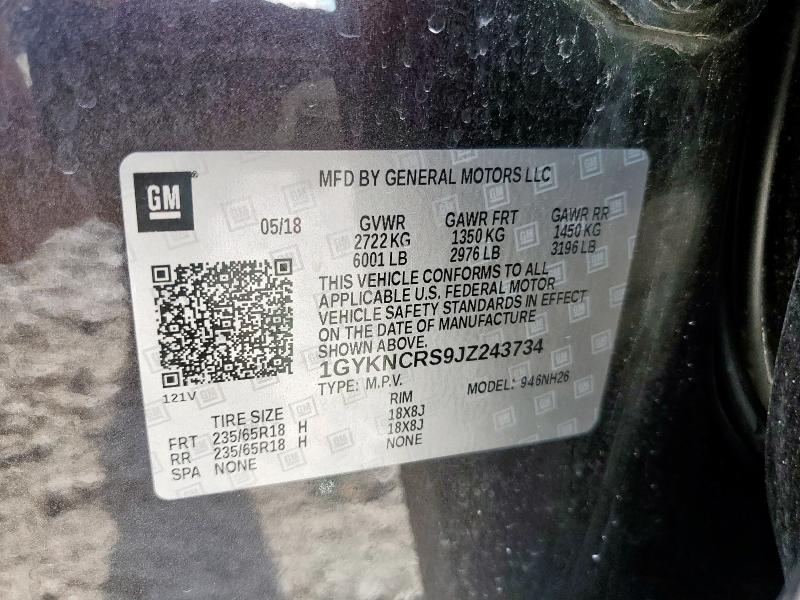 GM
MFD BY GENERAL MOTORS LLC
05/18 GVWR GAWR FRT GAWR RR
2722 KG 1350 KG 1450 KG
6001 LB 2976 LB 3196 LB
THIS VEHICLE CONFORMS TO ALL
APPLICABLE U.S. FEDERAL MOTOR
VEHICLE SAFETY STANDARDS IN EFFECT
ON THE DATE OF MANUFACTURE
SHOWN ABOVE.
1GYKNCRS9JZ243734
121V
TYPE: M.P.V. MODEL: 946NH26
TIRE SIZE RIM
FRT 235/65R18 H 18X8J
RR 235/65R18 H 18X8J
SPA NONE NONE